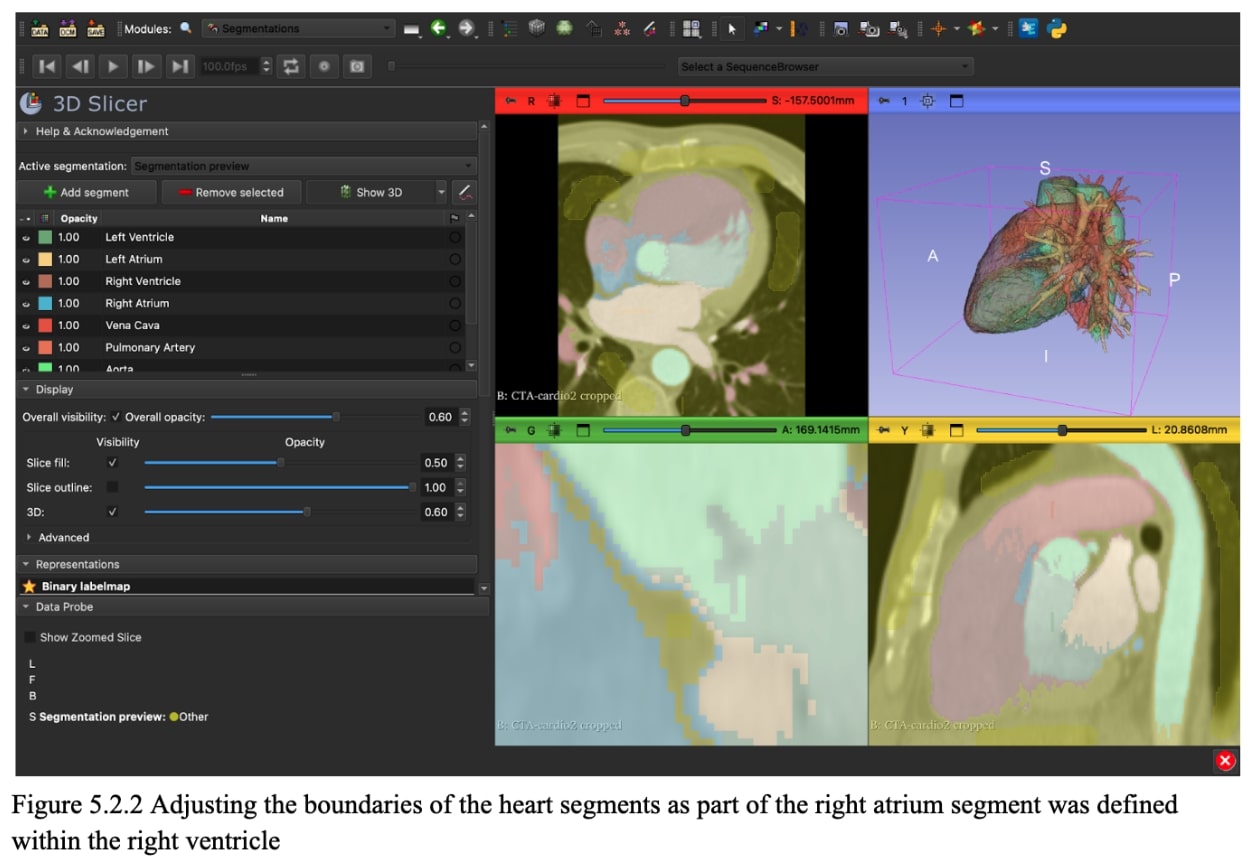 DATA
DCM
SAVE
Modules:
Segmentations
100.0fps
Select a SequenceBrowser
3D Slicer
R
S: -157.5001mm
1
Help & Acknowledgement
Active segmentation:
Segmentation preview
Add segment
Remove selected
Show 3D
Opacity
Name
1.00 Left Ventricle
1.00 Left Atrium
1.00 Right Ventricle
1.00 Right Atrium
1.00 Vena Cava
1.00 Pulmonary Artery
1.00 Aorta
S
A
P
I
B: CTA-cardio2 cropped
Display
Overall visibility: Overall opacity: 0.60
Visibility Opacity
Slice fill: 0.50
Slice outline: 1.00
3D: 0.60
Advanced
Representations
Binary labelmap
Data Probe
Show Zoomed Slice
L
F
B
S Segmentation preview: Other
G
A: 169.1415mm
Y
L: 20.8608mm
B: CTA-cardio2 cropped
B: CTA-cardio2 cropped
Figure 5.2.2 Adjusting the boundaries of the heart segments as part of the right atrium segment was defined
within the right ventricle